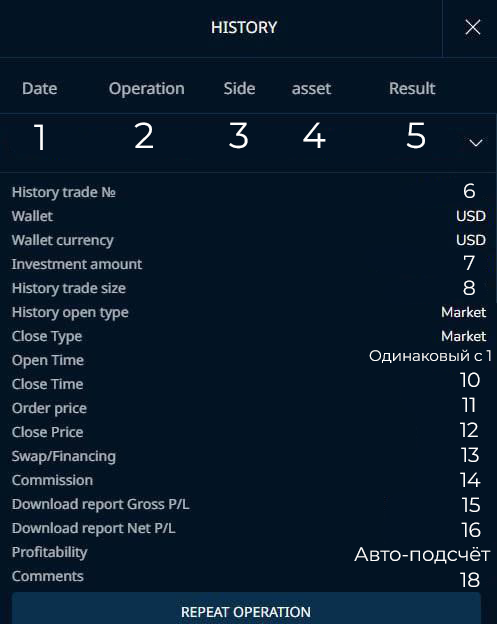 HISTORY
Date Operation Side asset Result
1 2 3 4 5
History trade № 6
Wallet USD
Wallet currency USD
Investment amount 7
History trade size 8
History open type Market
Close Type Market
Open Time Одинаковый с 1
Close Time 10
Order price 11
Close Price 12
Swap/Financing 13
Commission 14
Download report Gross P/L 15
Download report Net P/L 16
Profitability Авто-подсчёт
Comments 18
REPEAT OPERATION